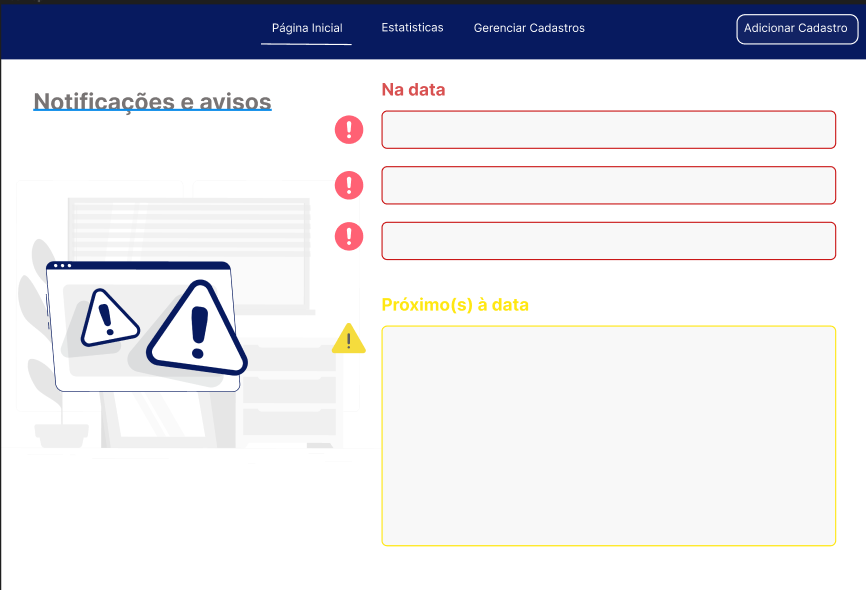 Página Inicial
Estatisticas
Gerenciar Cadastros
Adicionar Cadastro
Notificações e avisos
Na data
Próximo(s) à data